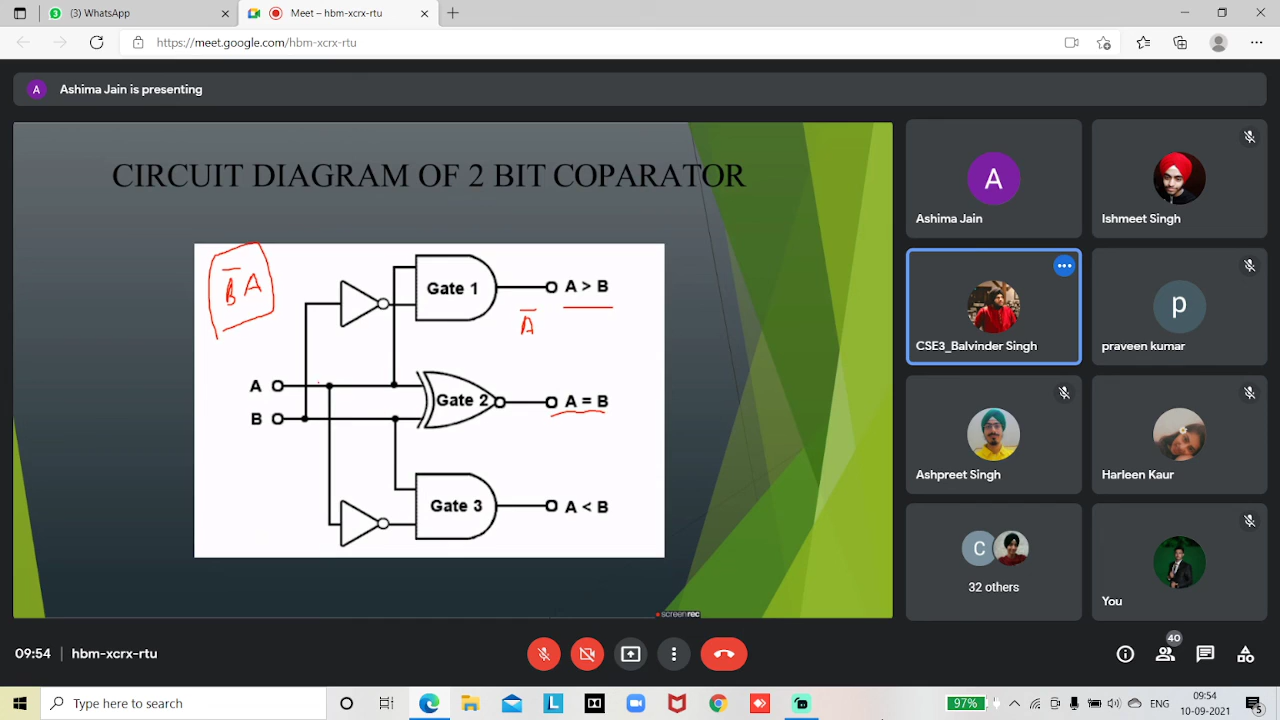 (3) WhatsApp
Meet – hbm-xcrx-rtu
https://meet.google.com/hbm-xcrx-rtu
A
Ashima Jain is presenting
CIRCUIT DIAGRAM OF 2 BIT COPARATOR
B̅ A
Gate 1
A > B
A̅
A
B
Gate 2
A = B
Gate 3
A < B
screenrec
A
Ashima Jain
Ishmeet Singh
CSE3_Balvinder Singh
p
praveen kumar
Ashpreet Singh
Harleen Kaur
C
32 others
You
09:54
hbm-xcrx-rtu
40
Type here to search
L
97%
ENG
09:54
10-09-2021
5